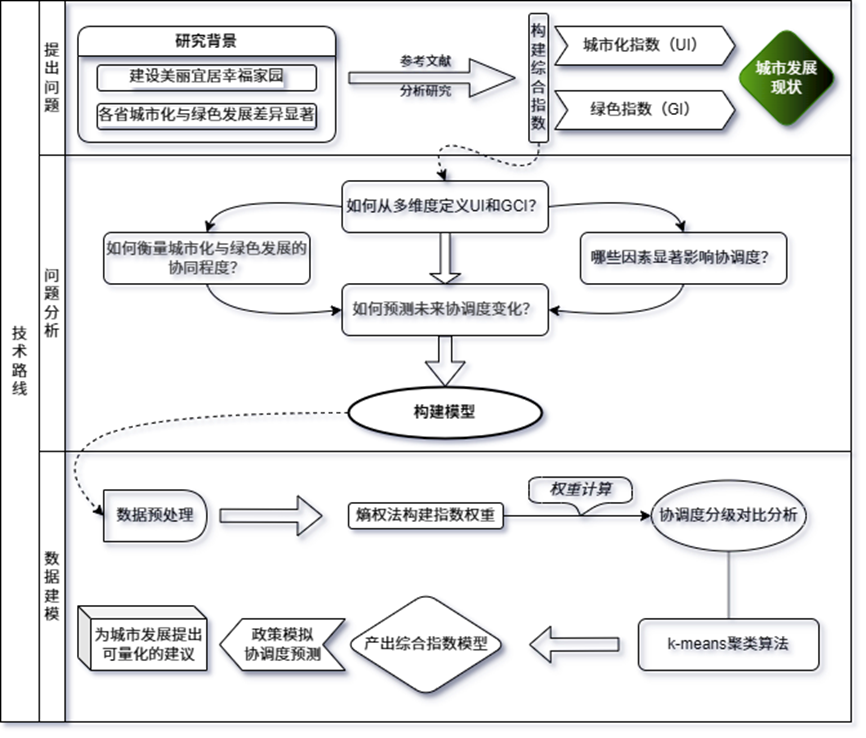 技术路线
提出问题
研究背景
建设美丽宜居幸福家园
各省城市化与绿色发展差异显著
参考文献
分析研究
构建综合指数
城市化指数（UI）
绿色指数（GI）
城市发展
现状
问题分析
如何从多维度定义UI和GCI？
如何衡量城市化与绿色发展的
协同程度？
哪些因素显著影响协调度？
如何预测未来协调度变化？
构建模型
数据建模
数据预处理
熵权法构建指数权重
权重计算
协调度分级对比分析
k-means聚类算法
产出综合指数模型
政策模拟
协调度预测
为城市发展提出
可量化的建议